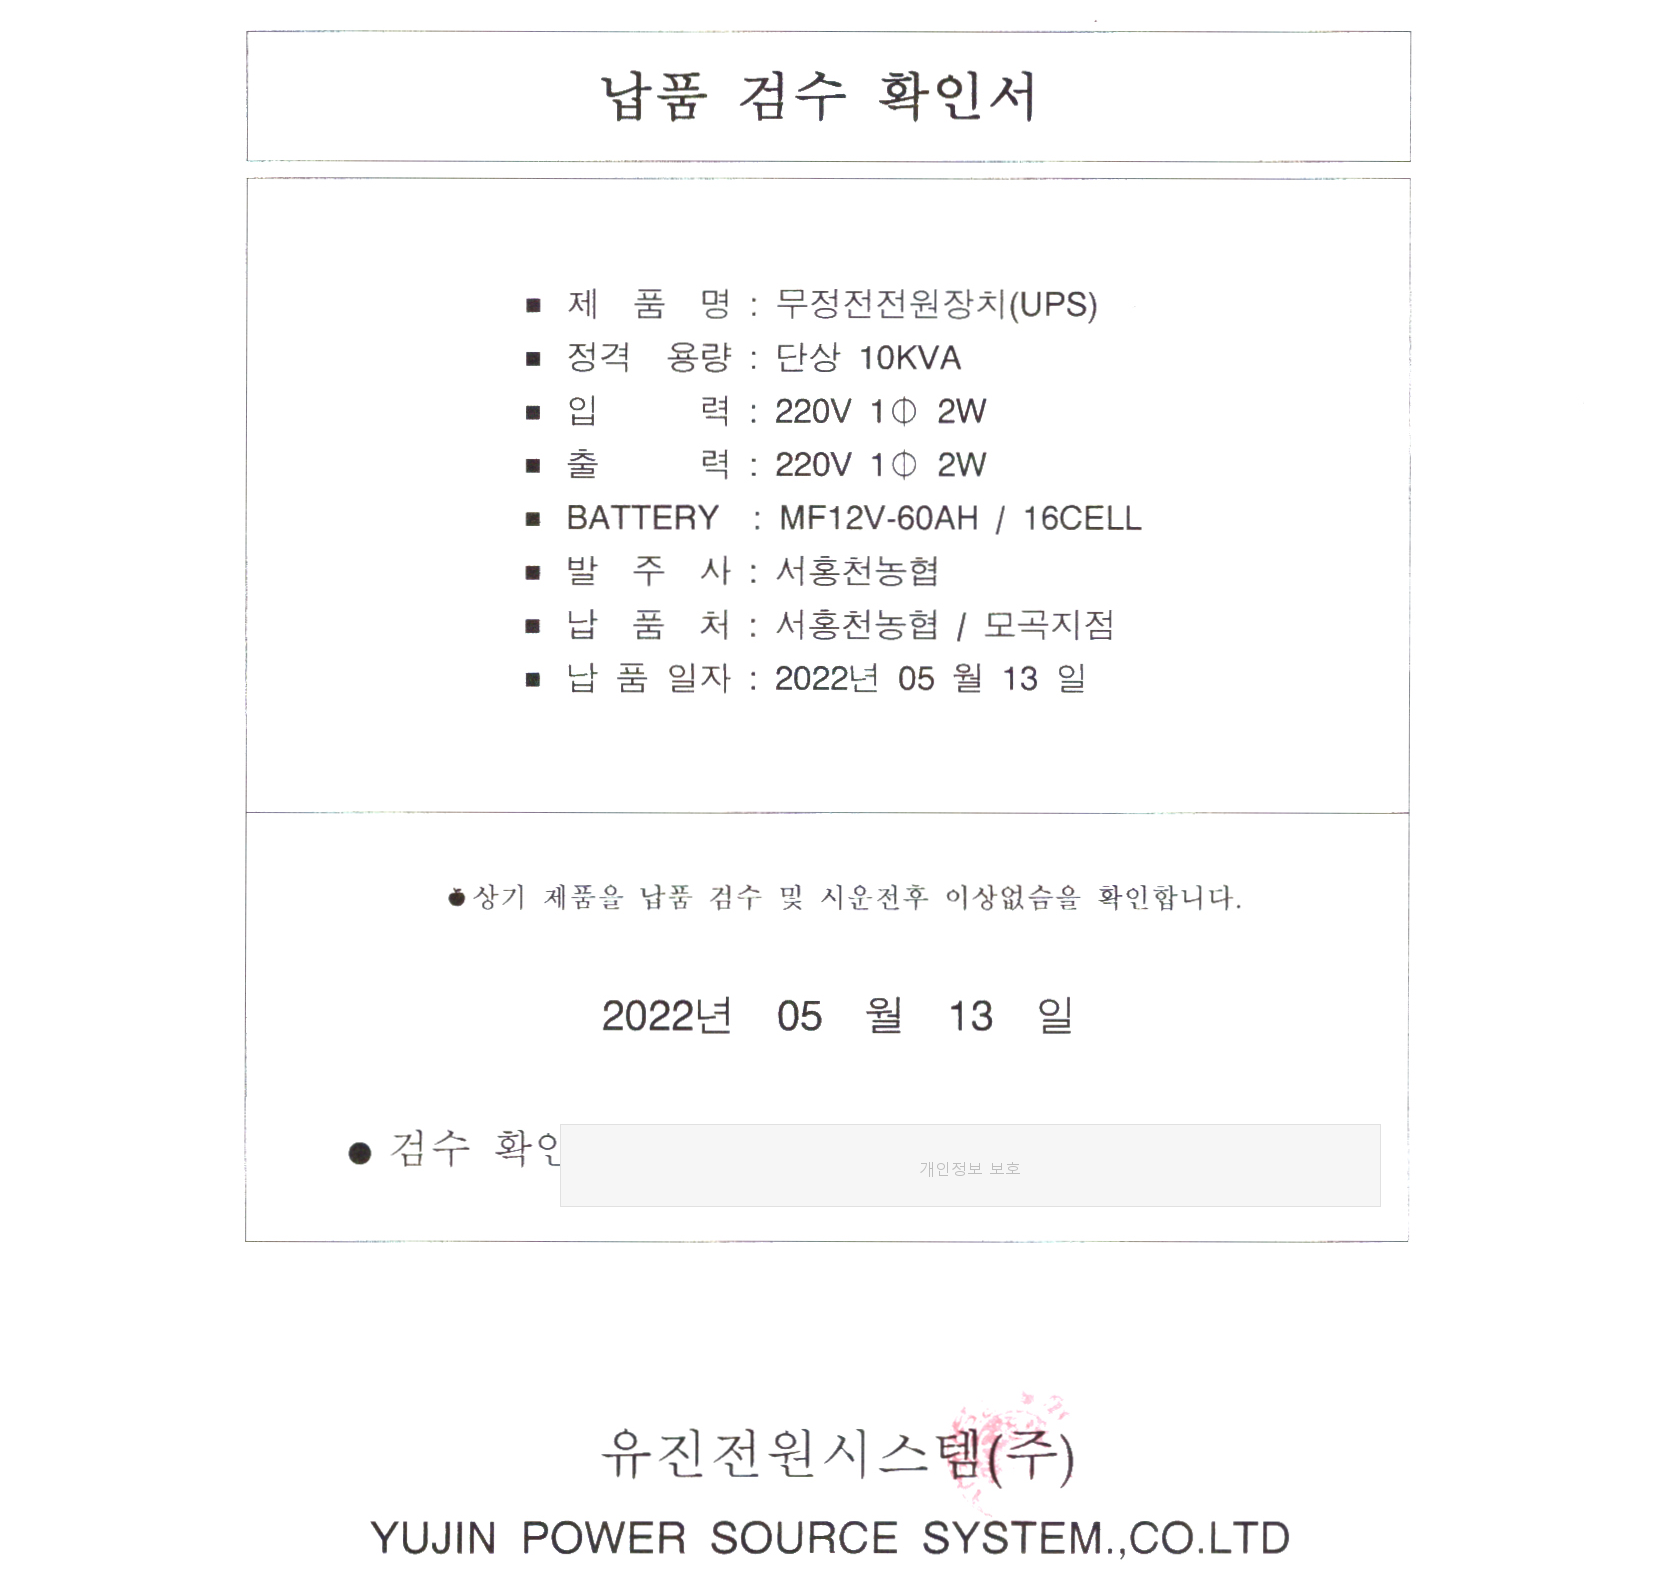 납품 검수 확인서
■ 제 품 명 : 무정전전원장치(UPS)
■ 정격 용량 : 단상 10KVA
■ 입 력 : 220V 1⏀ 2W
■ 출 력 : 220V 1⏀ 2W
■ BATTERY : MF12V-60AH / 16CELL
■ 발 주 사 : 서홍천농협
■ 납 품 처 : 서홍천농협 / 모곡지점
■ 납 품 일자 : 2022년 05 월 13 일
상기 제품을 납품 검수 및 시운전후 이상없슴을 확인합니다.
2022년 05 월 13 일
● 검수 확인
개인정보 보호
유진전원시스템(주)
YUJIN POWER SOURCE SYSTEM.,CO.LTD